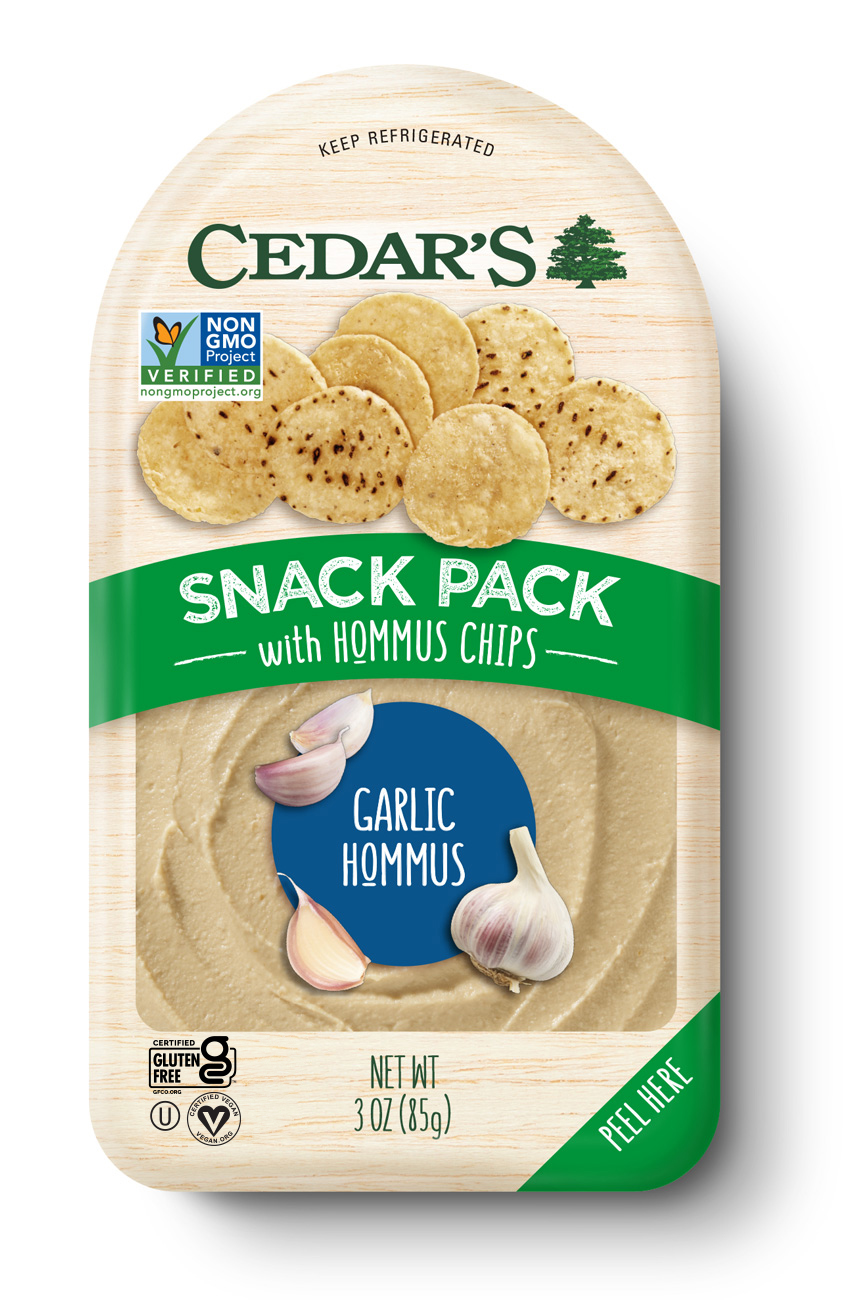 KEEP REFRIGERATED
CEDAR'S
NON
GMO
Project
VERIFIED
nongmoproject.org
SNACK PACK
with HOMMUS CHIPS
GARLIC
HOMMUS
CERTIFIED
GLUTEN
FREE
GFCO.ORG
U
CERTIFIED VEGAN
VEGAN.ORG
NET WT
3 OZ (85g)
PEEL HERE